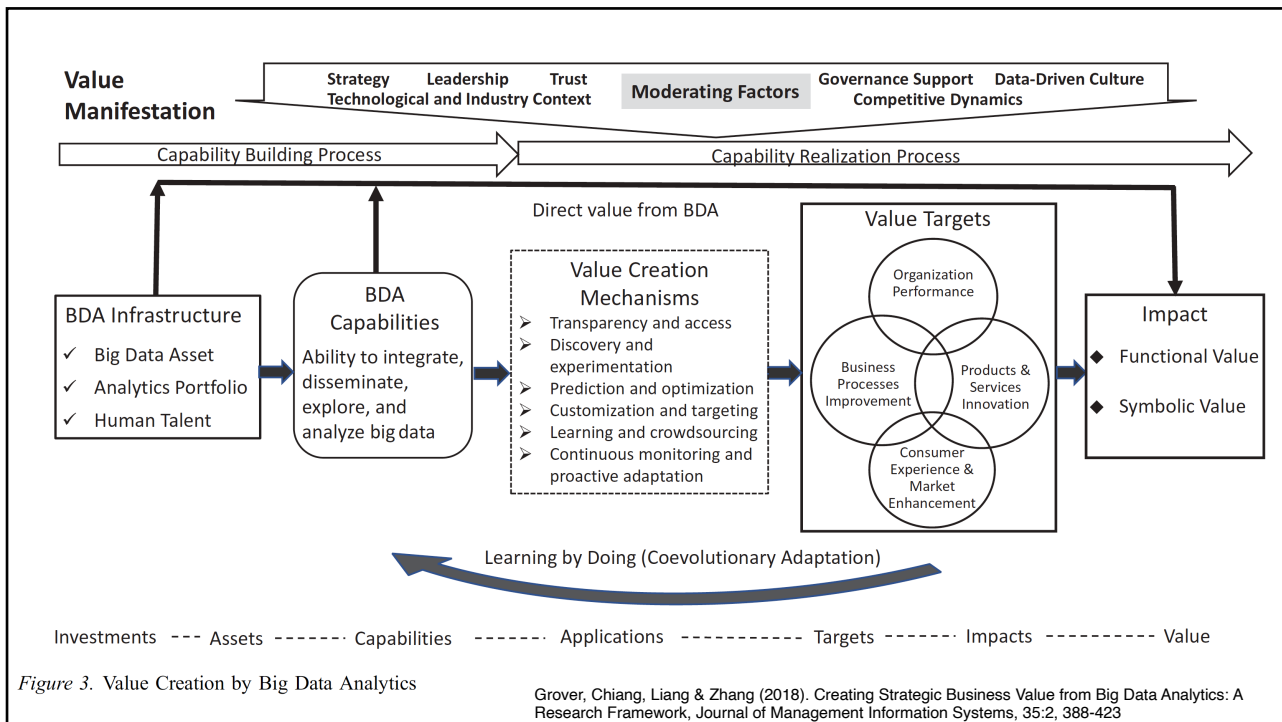 Value
Manifestation
Strategy Leadership Trust
Technological and Industry Context
Moderating Factors
Governance Support Data-Driven Culture
Competitive Dynamics
Capability Building Process
Capability Realization Process
Direct value from BDA
BDA Infrastructure
✓ Big Data Asset
✓ Analytics Portfolio
✓ Human Talent
BDA
Capabilities
Ability to integrate,
disseminate,
explore, and
analyze big data
Value Creation
Mechanisms
➢ Transparency and access
➢ Discovery and
experimentation
➢ Prediction and optimization
➢ Customization and targeting
➢ Learning and crowdsourcing
➢ Continuous monitoring and
proactive adaptation
Value Targets
Organization
Performance
Business
Processes
Improvement
Products &
Services
Innovation
Consumer
Experience &
Market
Enhancement
Impact
◆ Functional Value
◆ Symbolic Value
Learning by Doing (Coevolutionary Adaptation)
Investments --- Assets ----- Capabilities ----- Applications ------ Targets ---- Impacts ----- Value
Figure 3. Value Creation by Big Data Analytics
Grover, Chiang, Liang & Zhang (2018). Creating Strategic Business Value from Big Data Analytics: A
Research Framework, Journal of Management Information Systems, 35:2, 388-423